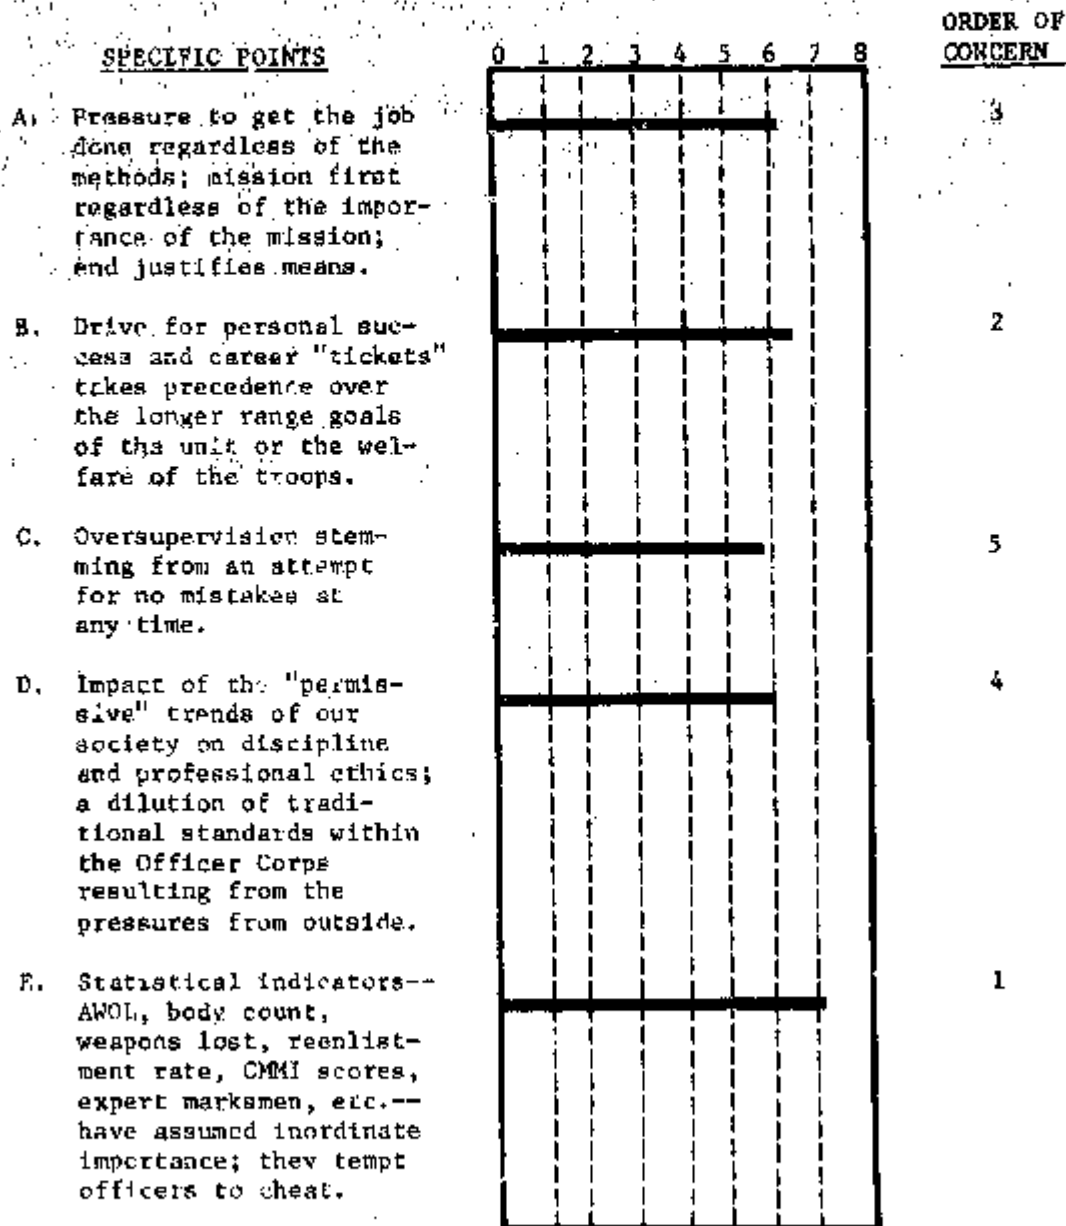 ORDER OF
SPECIFIC POINTS 0 1 2 3 4 5 6 7 8 CONCERN
A. Pressure to get the job 3
done regardless of the
methods; mission first
regardless of the impor-
tance of the mission;
end justifies means.
B. Drive for personal suc- 2
cess and career "tickets"
takes precedence over
the longer range goals
of the unit or the wel-
fare of the troops.
C. Oversupervision stem- 5
ming from an attempt
for no mistakes at
any time.
D. Impact of the "permis- 4
sive" trends of our
society on discipline
and professional ethics;
a dilution of tradi-
tional standards within
the Officer Corps
resulting from the
pressures from outside.
E. Statistical indicators-- 1
AWOL, body count,
weapons lost, reenlist-
ment rate, CMMI scores,
expert marksmen, etc.--
have assumed inordinate
importance; they tempt
officers to cheat.